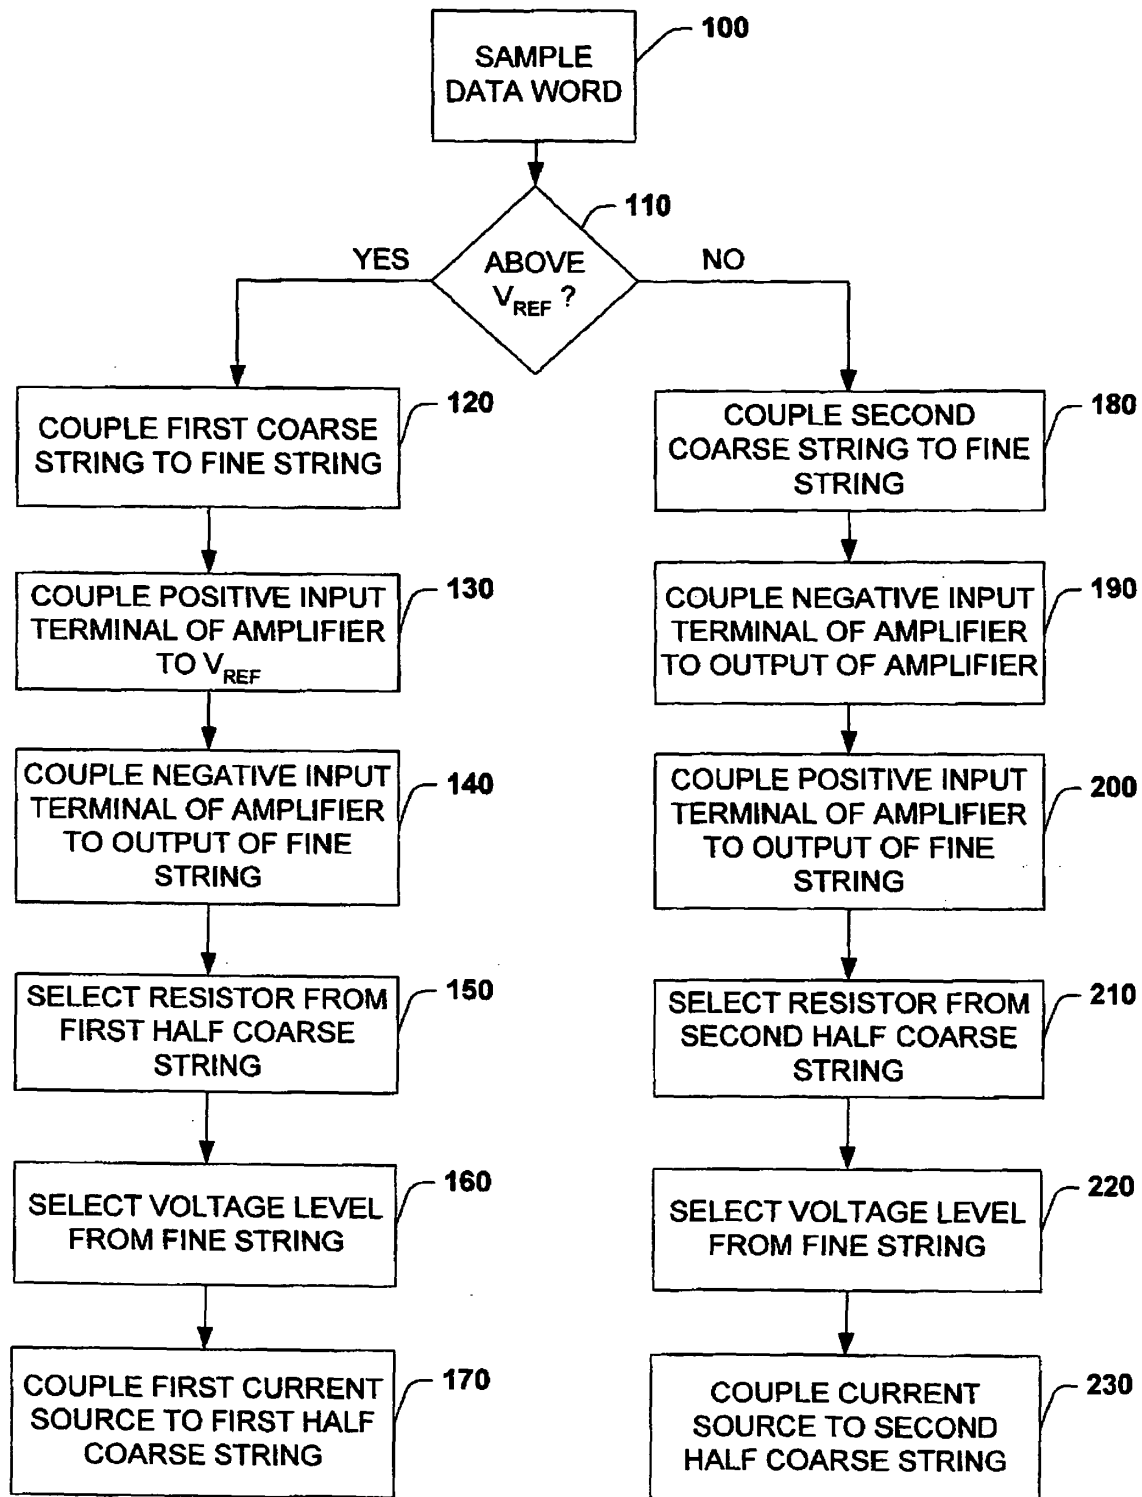 100
SAMPLE
DATA WORD
110
YES
ABOVE
V_REF ?
NO
120
COUPLE FIRST COARSE
STRING TO FINE STRING
130
COUPLE POSITIVE INPUT
TERMINAL OF AMPLIFIER
TO V_REF
140
COUPLE NEGATIVE INPUT
TERMINAL OF AMPLIFIER
TO OUTPUT OF FINE
STRING
150
SELECT RESISTOR FROM
FIRST HALF COARSE
STRING
160
SELECT VOLTAGE LEVEL
FROM FINE STRING
170
COUPLE FIRST CURRENT
SOURCE TO FIRST HALF
COARSE STRING
180
COUPLE SECOND
COARSE STRING TO FINE
STRING
190
COUPLE NEGATIVE INPUT
TERMINAL OF AMPLIFIER
TO OUTPUT OF AMPLIFIER
200
COUPLE POSITIVE INPUT
TERMINAL OF AMPLIFIER
TO OUTPUT OF FINE
STRING
210
SELECT RESISTOR FROM
SECOND HALF COARSE
STRING
220
SELECT VOLTAGE LEVEL
FROM FINE STRING
230
COUPLE CURRENT
SOURCE TO SECOND
HALF COARSE STRING